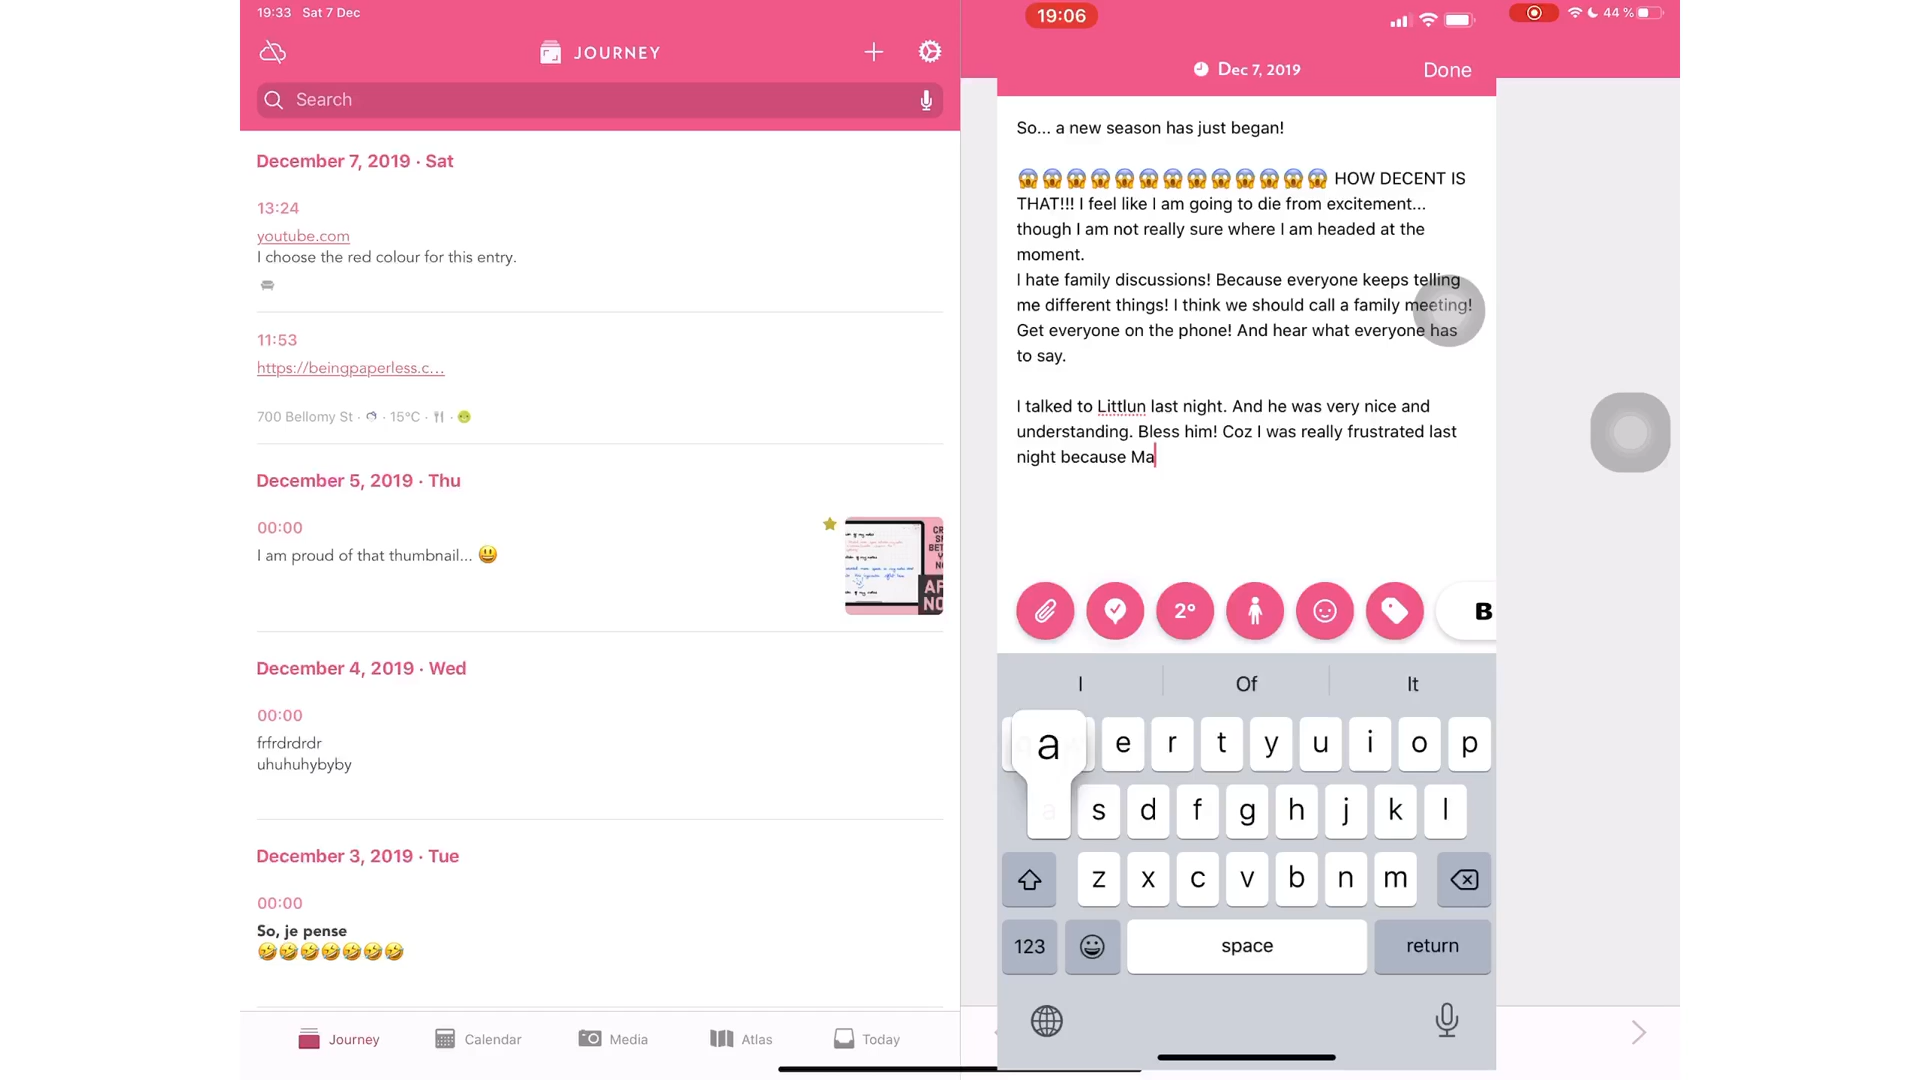 19:33 Sat 7 Dec
JOURNEY
Search
December 7, 2019 · Sat
13:24
youtube.com
I choose the red colour for this entry.
11:53
https://beingpaperless.c...
700 Bellomy St · 15°C ·
December 5, 2019 · Thu
00:00
I am proud of that thumbnail... 😃
December 4, 2019 · Wed
00:00
frfrdrdrdr
uhuhuhybyby
December 3, 2019 · Tue
00:00
So, je pense
🤣🤣🤣🤣🤣🤣🤣
Journey Calendar Media Atlas Today
19:06
44 %
Dec 7, 2019 Done
So... a new season has just began!
😱😱😱😱😱😱😱😱😱😱😱😱😱 HOW DECENT IS
THAT!!! I feel like I am going to die from excitement...
though I am not really sure where I am headed at the
moment.
I hate family discussions! Because everyone keeps telling
me different things! I think we should call a family meeting!
Get everyone on the phone! And hear what everyone has
to say.
I talked to Littlun last night. And he was very nice and
understanding. Bless him! Coz I was really frustrated last
night because Ma
2° B
I Of It
a e r t y u i o p
s d f g h j k l
z x c v b n m
123 space return